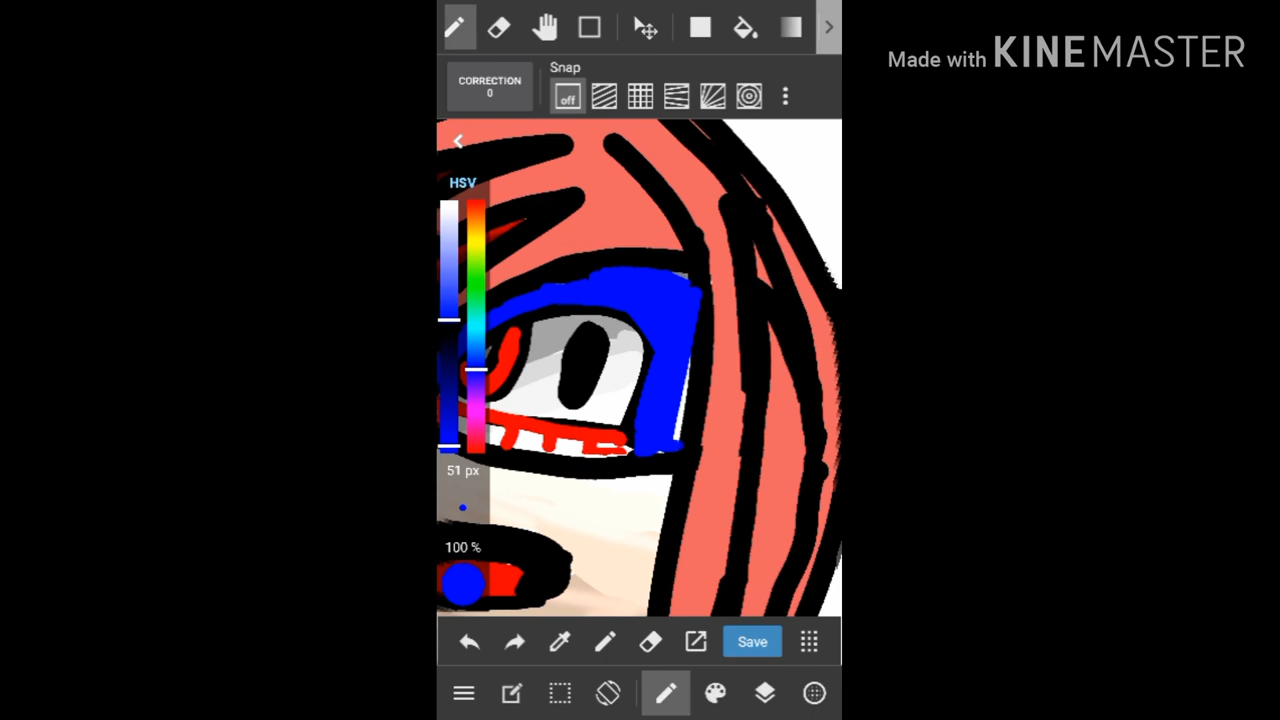 Made with KINEMASTER
CORRECTION
0
Snap
off
HSV
51 px
100 %
Save